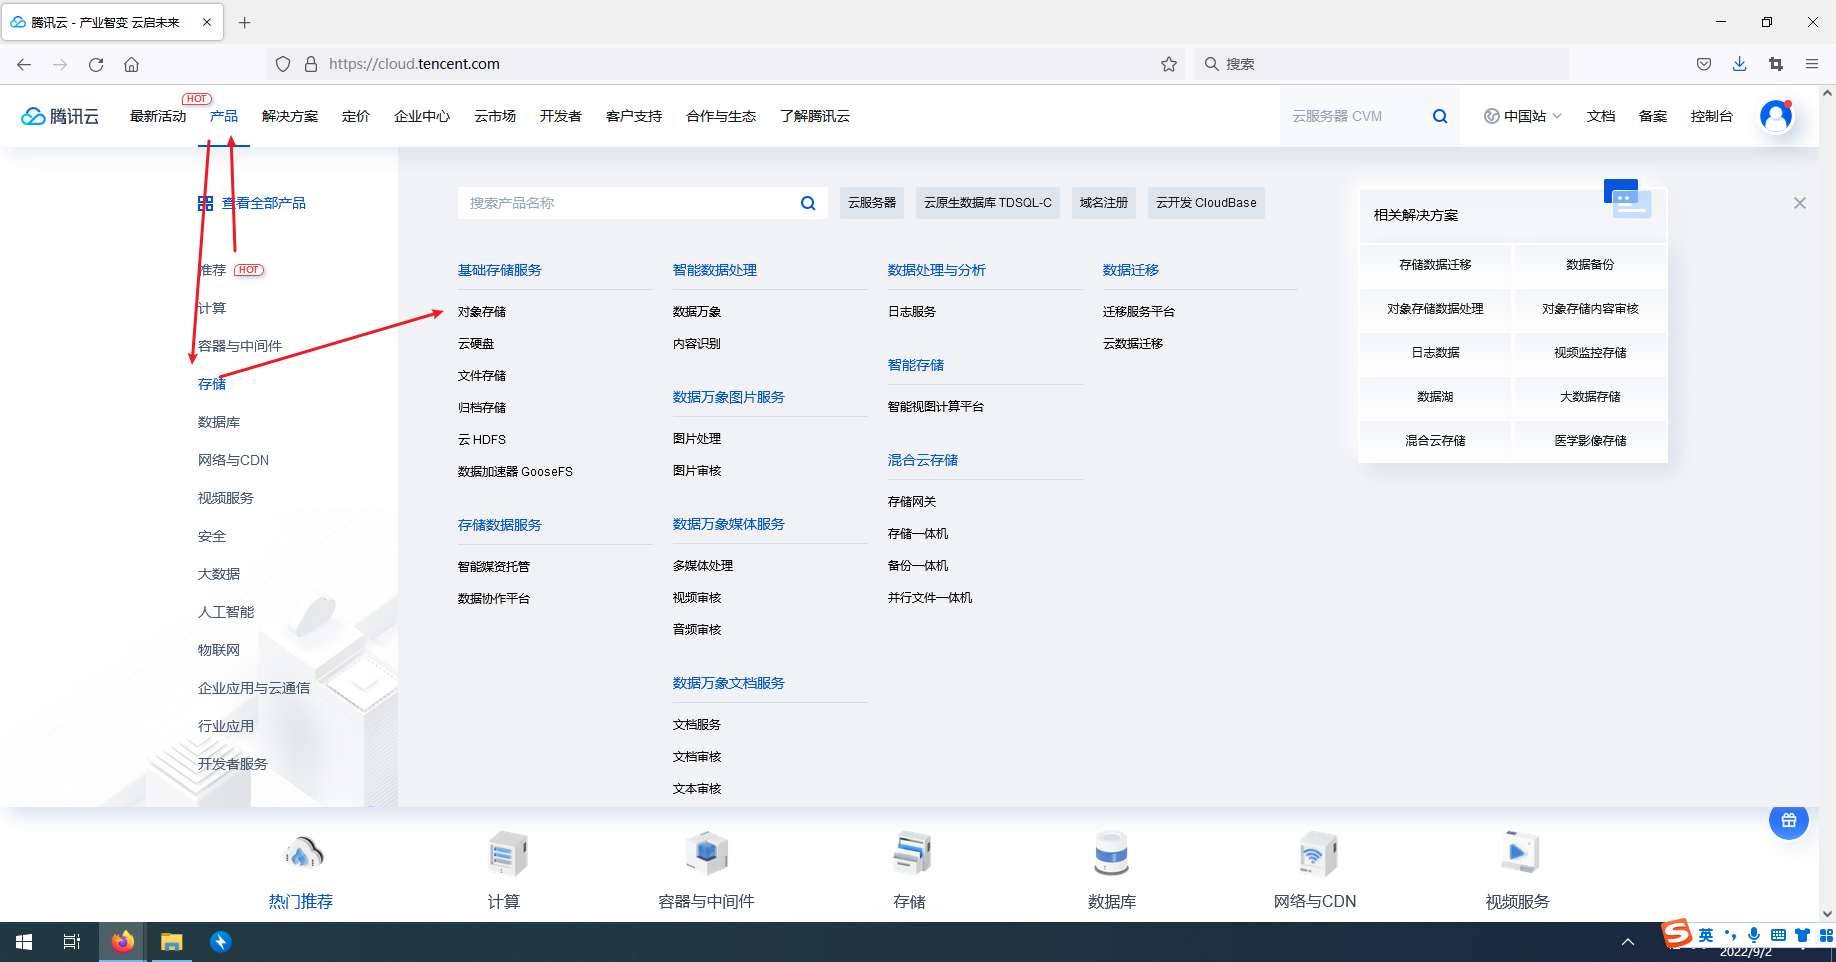 腾讯云 - 产业智变 云启未来
https://cloud.tencent.com
搜索
腾讯云
最新活动
HOT
产品
解决方案
定价
企业中心
云市场
开发者
客户支持
合作与生态
了解腾讯云
云服务器 CVM
中国站
文档
备案
控制台
查看全部产品
推荐
HOT
计算
容器与中间件
存储
数据库
网络与CDN
视频服务
安全
大数据
人工智能
物联网
企业应用与云通信
行业应用
开发者服务
搜索产品名称
云服务器
云原生数据库 TDSQL-C
域名注册
云开发 CloudBase
基础存储服务
对象存储
云硬盘
文件存储
归档存储
云 HDFS
数据加速器 GooseFS
存储数据服务
智能媒资托管
数据协作平台
智能数据处理
数据万象
内容识别
数据万象图片服务
图片处理
图片审核
数据万象媒体服务
多媒体处理
视频审核
音频审核
数据万象文档服务
文档服务
文档审核
文本审核
数据处理与分析
日志服务
智能存储
智能视图计算平台
混合云存储
存储网关
存储一体机
备份一体机
并行文件一体机
数据迁移
迁移服务平台
云数据迁移
相关解决方案
存储数据迁移
数据备份
对象存储数据处理
对象存储内容审核
日志数据
视频监控存储
数据湖
大数据存储
混合云存储
医学影像存储
热门推荐
计算
容器与中间件
存储
数据库
网络与CDN
视频服务
英
2022/9/2